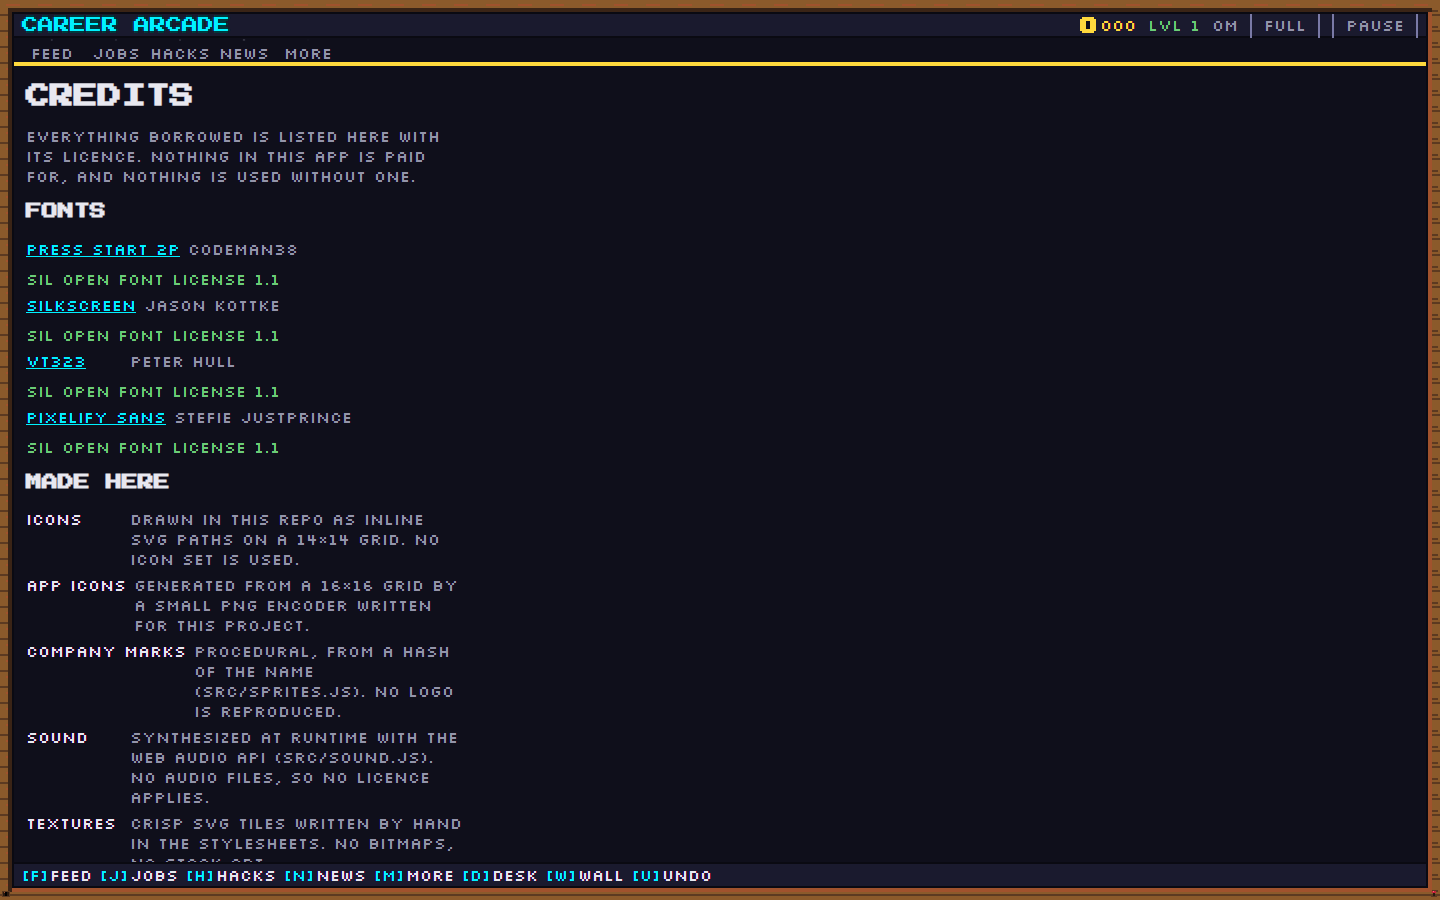 CAREER ARCADE
000 LVL 1 0M FULL PAUSE
FEED JOBS HACKS NEWS MORE
CREDITS
EVERYTHING BORROWED IS LISTED HERE WITH
ITS LICENCE. NOTHING IN THIS APP IS PAID
FOR, AND NOTHING IS USED WITHOUT ONE.
FONTS
PRESS START 2P CODEMAN38
SIL OPEN FONT LICENSE 1.1
SILKSCREEN JASON KOTTKE
SIL OPEN FONT LICENSE 1.1
VT323 PETER HULL
SIL OPEN FONT LICENSE 1.1
PIXELIFY SANS STEFIE JUSTPRINCE
SIL OPEN FONT LICENSE 1.1
MADE HERE
ICONS DRAWN IN THIS REPO AS INLINE
SVG PATHS ON A 14×14 GRID. NO
ICON SET IS USED.
APP ICONS GENERATED FROM A 16×16 GRID BY
A SMALL PNG ENCODER WRITTEN
FOR THIS PROJECT.
COMPANY MARKS PROCEDURAL, FROM A HASH
OF THE NAME
(SRC/SPRITES.JS). NO LOGO
IS REPRODUCED.
SOUND SYNTHESIZED AT RUNTIME WITH THE
WEB AUDIO API (SRC/SOUND.JS).
NO AUDIO FILES, SO NO LICENCE
APPLIES.
TEXTURES CRISP SVG TILES WRITTEN BY HAND
IN THE STYLESHEETS. NO BITMAPS,
[F]FEED [J]JOBS [H]HACKS [N]NEWS [M]MORE [D]DESK [W]WALL [U]UNDO